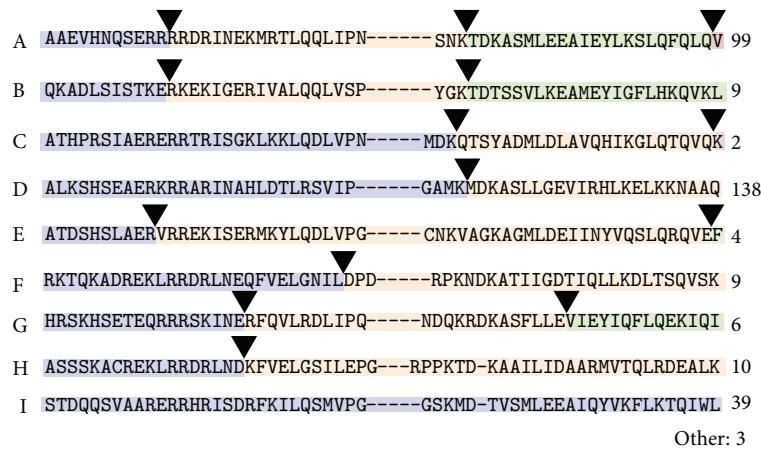 A AAEVHNQSERRRRDRINEKMRTLQQLIPN------SNKTDKASMLEEAIEYLKSLQFQLQV 99
B QKADLSISTKERKEKIGERIVALQQLVSP------YGKTDTSSVLKEAMEYIGFLHKQVKL 9
C ATHPRSIAERERRTRISGKLKKLQDLVPN------MDKQTSYADMLDLAVQHIKGLQTQVQK 2
D ALKSHSEAERKRRARINAHLDTLRSVIP------GAMKMDKASLLGEVIRHLKELKKNAAQ 138
E ATDSHSLAERVRREKISERMKYLQDLVPG-----CNKVAGKAGMLDEIINYVQSLQRQVEF 4
F RKTQKADREKLRRDRLNEQFVELGNILDPD-----RPKNDKATIIGDTIQLLKDLTSQVSK 9
G HRSKHSETEQRRRSKINERFQVLRDLIPQ-----NDQKRDKASFLLEVIEYIQFLQEKIQI 6
H ASSSKACREKLRRDRLNDKFVELGSILEPG---RPPKTD-KAAILIDAARMVTQLRDEALK 10
I STDQQSVAARERRHRISDRFKILQSMVPG------GSKMD-TVSMLEEAIQYVKFLKTQIWL 39
Other: 3